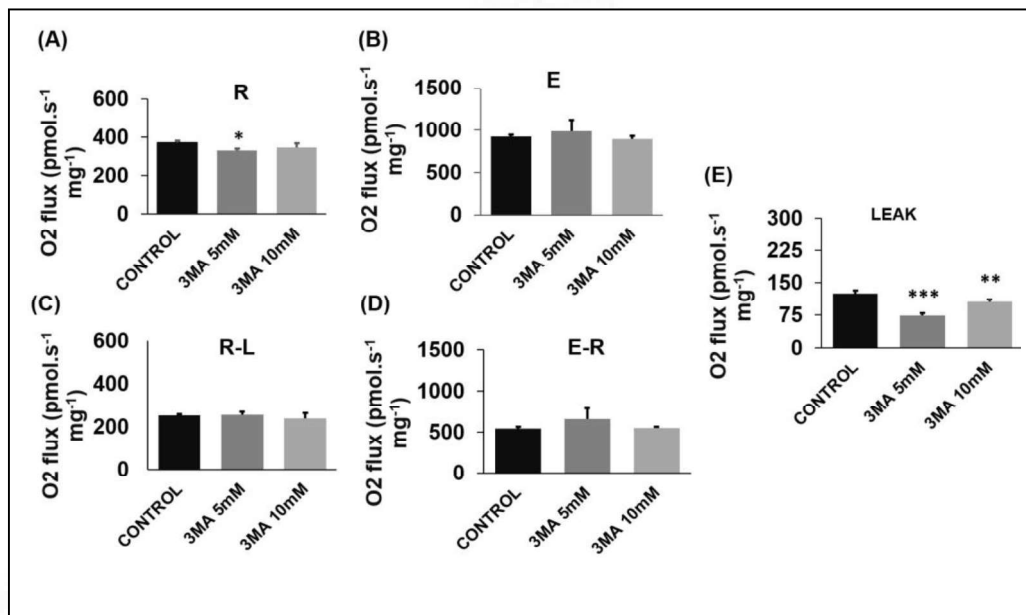 (A)
R
O2 flux (pmol.s-1
mg-1)
600
400
200
0
*
CONTROL
3MA 5mM
3MA 10mM
(B)
E
O2 flux (pmol.s-1
mg-1)
1500
1000
500
0
CONTROL
3MA 5mM
3MA 10mM
(C)
R-L
O2 flux (pmol.s-1
mg-1)
600
400
200
0
CONTROL
3MA 5mM
3MA 10mM
(D)
E-R
O2 flux (pmol.s-1
mg-1)
1500
1000
500
0
CONTROL
3MA 5mM
3MA 10mM
(E)
LEAK
O2 flux (pmol.s-1
mg-1)
300
225
150
75
0
***
**
CONTROL
3MA 5mM
3MA 10mM